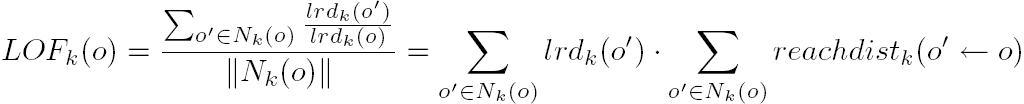 LOF_k(o) = \frac{\sum_{o' \in N_k(o)} \frac{lrd_k(o')}{lrd_k(o)}}{\|N_k(o)\|} = \sum_{o' \in N_k(o)} lrd_k(o') \cdot \sum_{o' \in N_k(o)} reachdist_k(o' \leftarrow o)